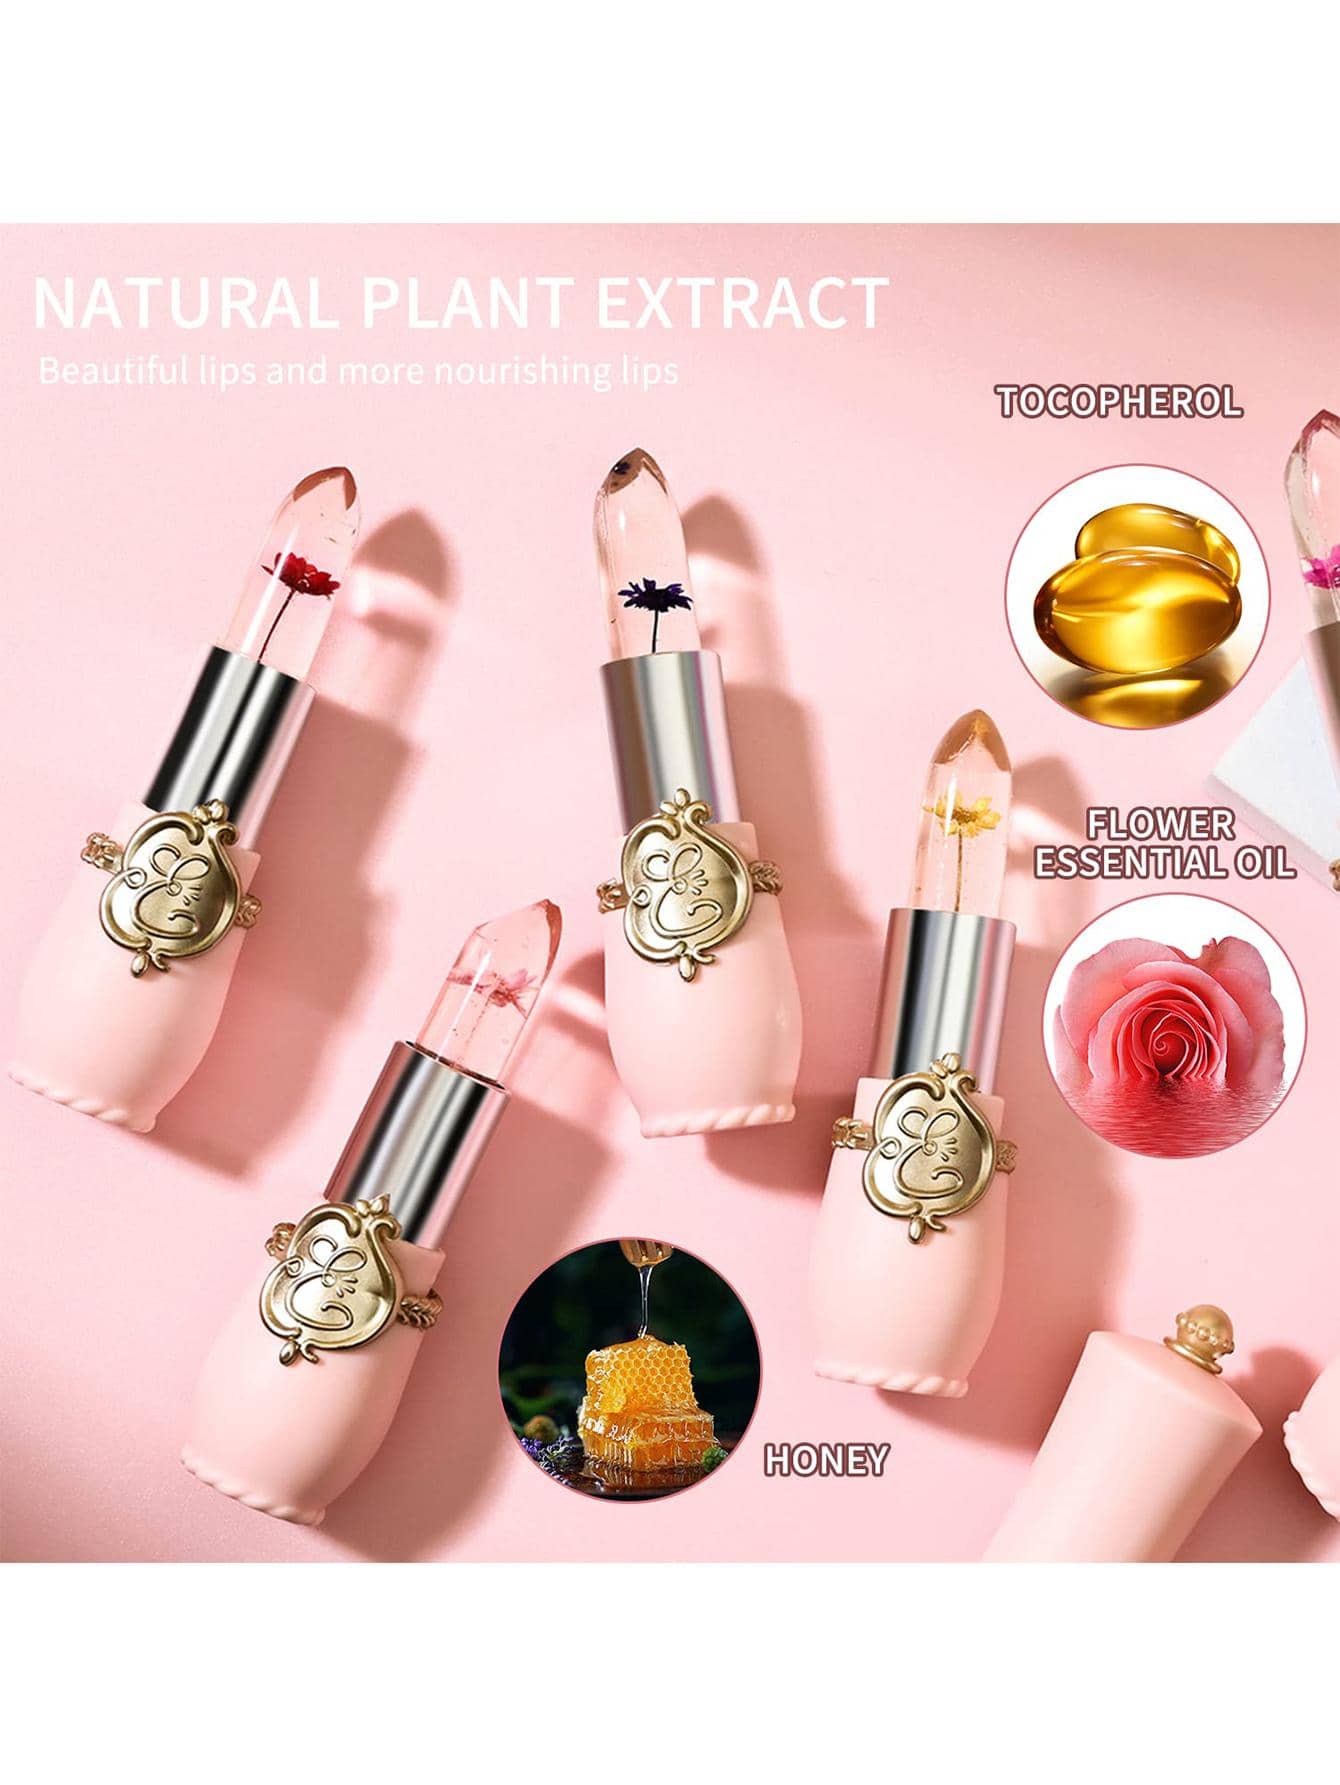 NATURAL PLANT EXTRACT
Beautiful lips and more nourishing lips
TOCOPHEROL
FLOWER
ESSENTIAL OIL
HONEY